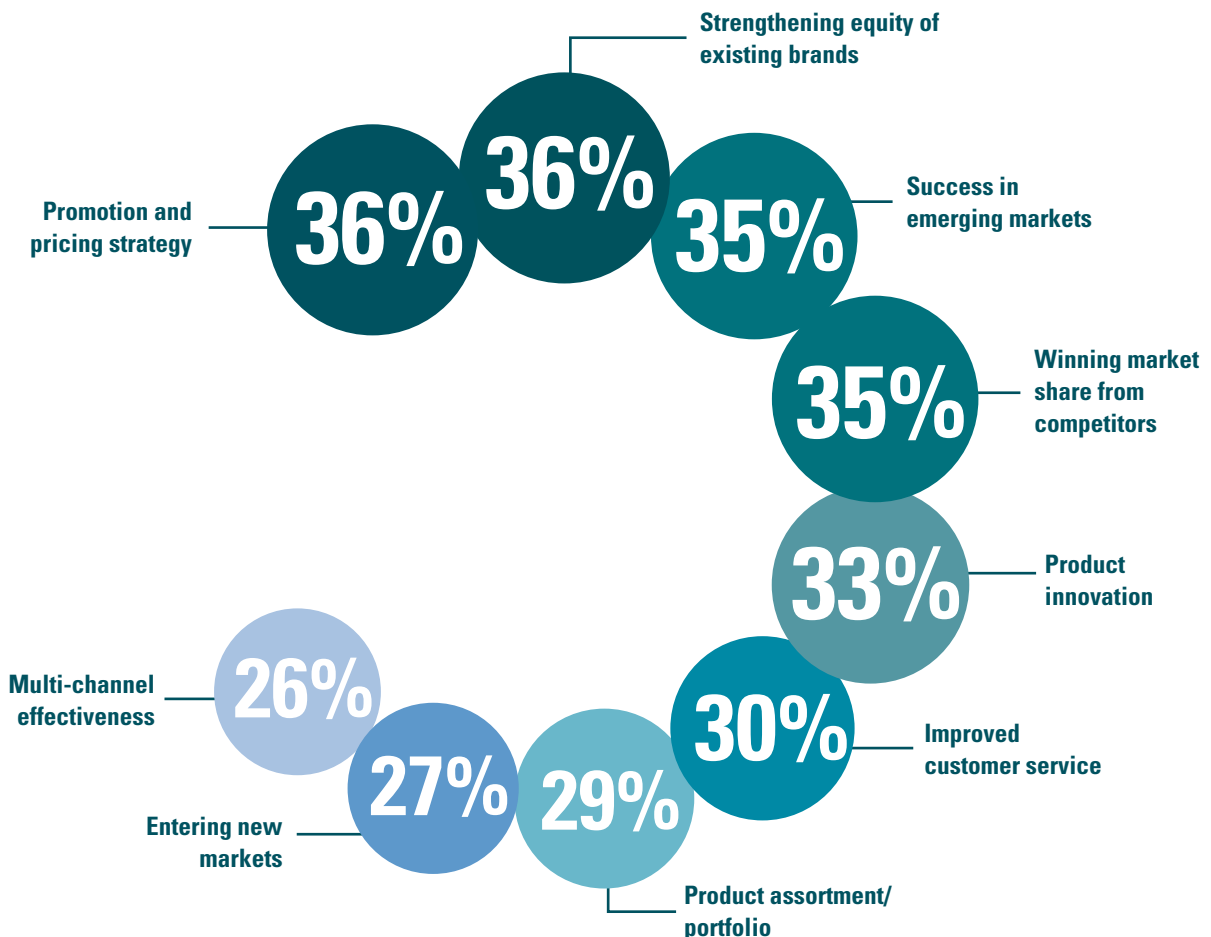 Strengthening equity of
existing brands
36%
36%
Promotion and
pricing strategy
35%
Success in
emerging markets
35%
Winning market
share from
competitors
33%
Product
innovation
30%
Improved
customer service
29%
Product assortment/
portfolio
27%
Entering new
markets
26%
Multi-channel
effectiveness